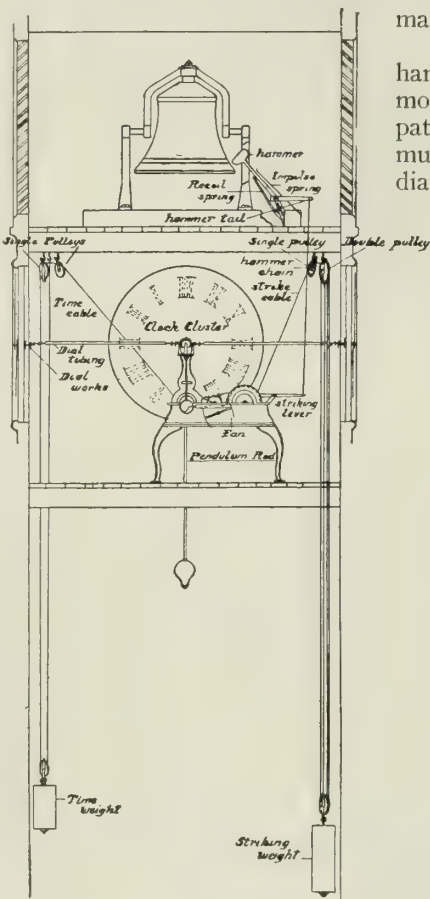 ma
har
mo
pat
mu
dia
hammer
Impulse
spring
Recoil
spring
hammer tail
Single Pulleys
Single pulley
Double pulley
hammer
chain
strike
cable
Time
cable
Clock Cluster
Dial
tubing
Dial
works
striking
lever
Fan
Pendulum Rod
Time
weight
Striking
weight